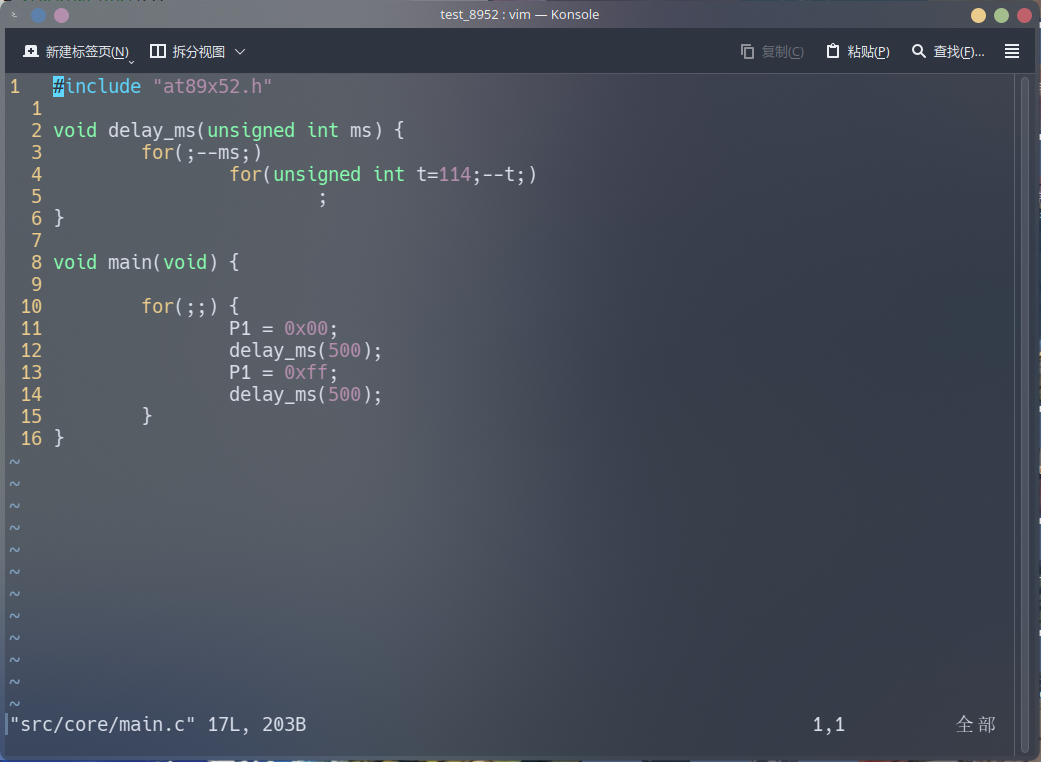 test_8952 : vim — Konsole
新建标签页(N) 拆分视图 复制(C) 粘贴(P) 查找(F)...
1 #include "at89x52.h"
1
2 void delay_ms(unsigned int ms) {
3 for(;--ms;)
4 for(unsigned int t=114;--t;)
5 ;
6 }
7
8 void main(void) {
9
10 for(;;) {
11 P1 = 0x00;
12 delay_ms(500);
13 P1 = 0xff;
14 delay_ms(500);
15 }
16 }
~
~
~
~
~
~
~
~
~
~
~
~
"src/core/main.c" 17L, 203B 1,1 全部